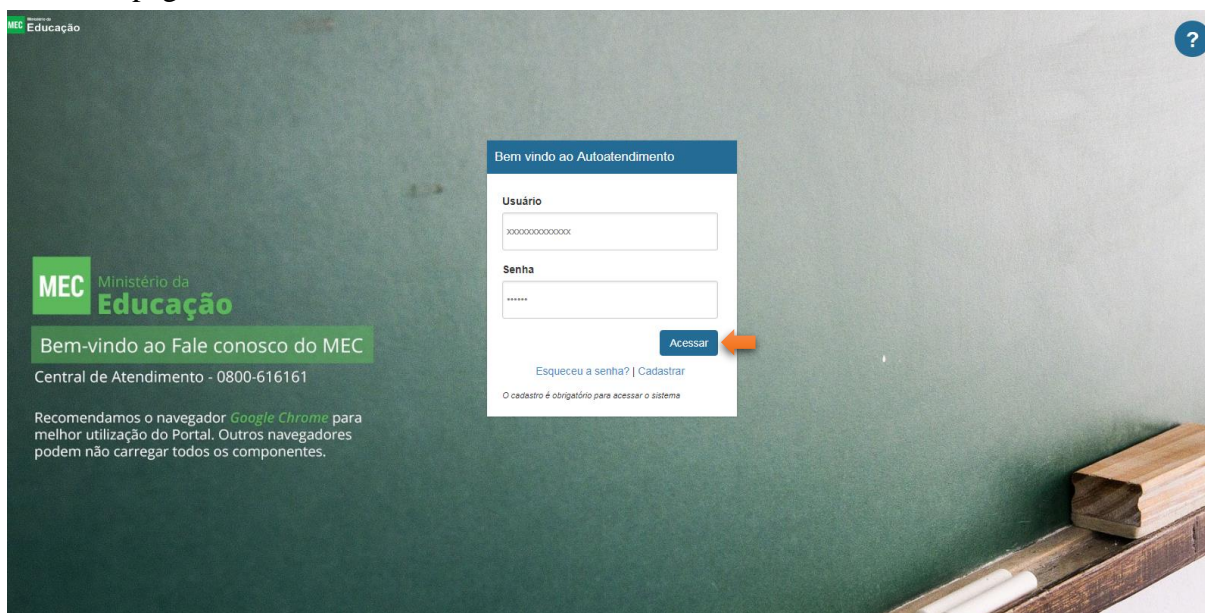 MEC Ministério da
Educação
?
Bem vindo ao Autoatendimento
Usuário
xxxxxxxxxxxxx
Senha
••••••
Acessar
Esqueceu a senha? | Cadastrar
O cadastro é obrigatório para acessar o sistema
MEC Ministério da
Educação
Bem-vindo ao Fale conosco do MEC
Central de Atendimento - 0800-616161
Recomendamos o navegador Google Chrome para
melhor utilização do Portal. Outros navegadores
podem não carregar todos os componentes.